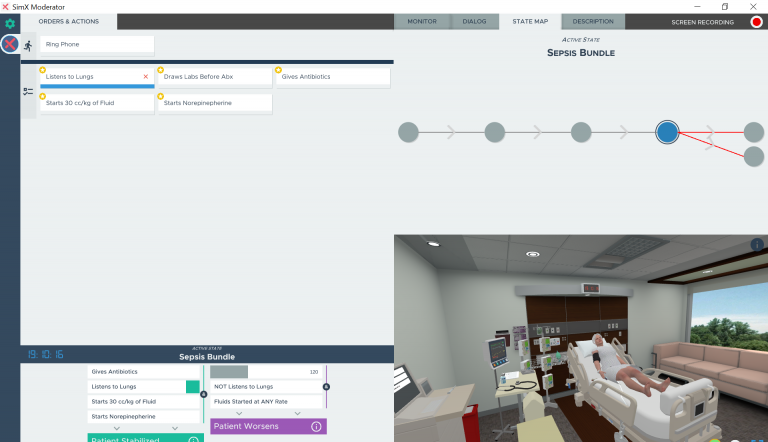 SimX Moderator
ORDERS & ACTIONS
MONITOR
DIALOG
STATE MAP
DESCRIPTION
SCREEN RECORDING
Ring Phone
Listens to Lungs
Draws Labs Before Abx
Gives Antibiotics
Starts 30 cc/kg of Fluid
Starts Norepinepherine
ACTIVE STATE
SEPSIS BUNDLE
19:10:16
ACTIVE STATE
Sepsis Bundle
Gives Antibiotics
Listens to Lungs
Starts 30 cc/kg of Fluid
Starts Norepinepherine
Patient Stabilized
120
NOT Listens to Lungs
Fluids Started at ANY Rate
Patient Worsens